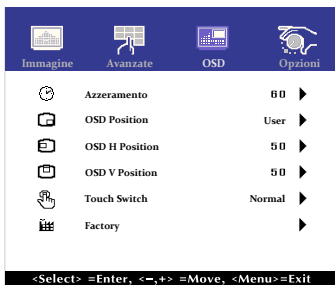 Immagine Avanzate OSD Opzioni
Azzeramento 60
OSD Position User
OSD H Position 50
OSD V Position 50
Touch Switch Normal
Factory
<Select> =Enter, <–,+> =Move, <Menu>=Exit